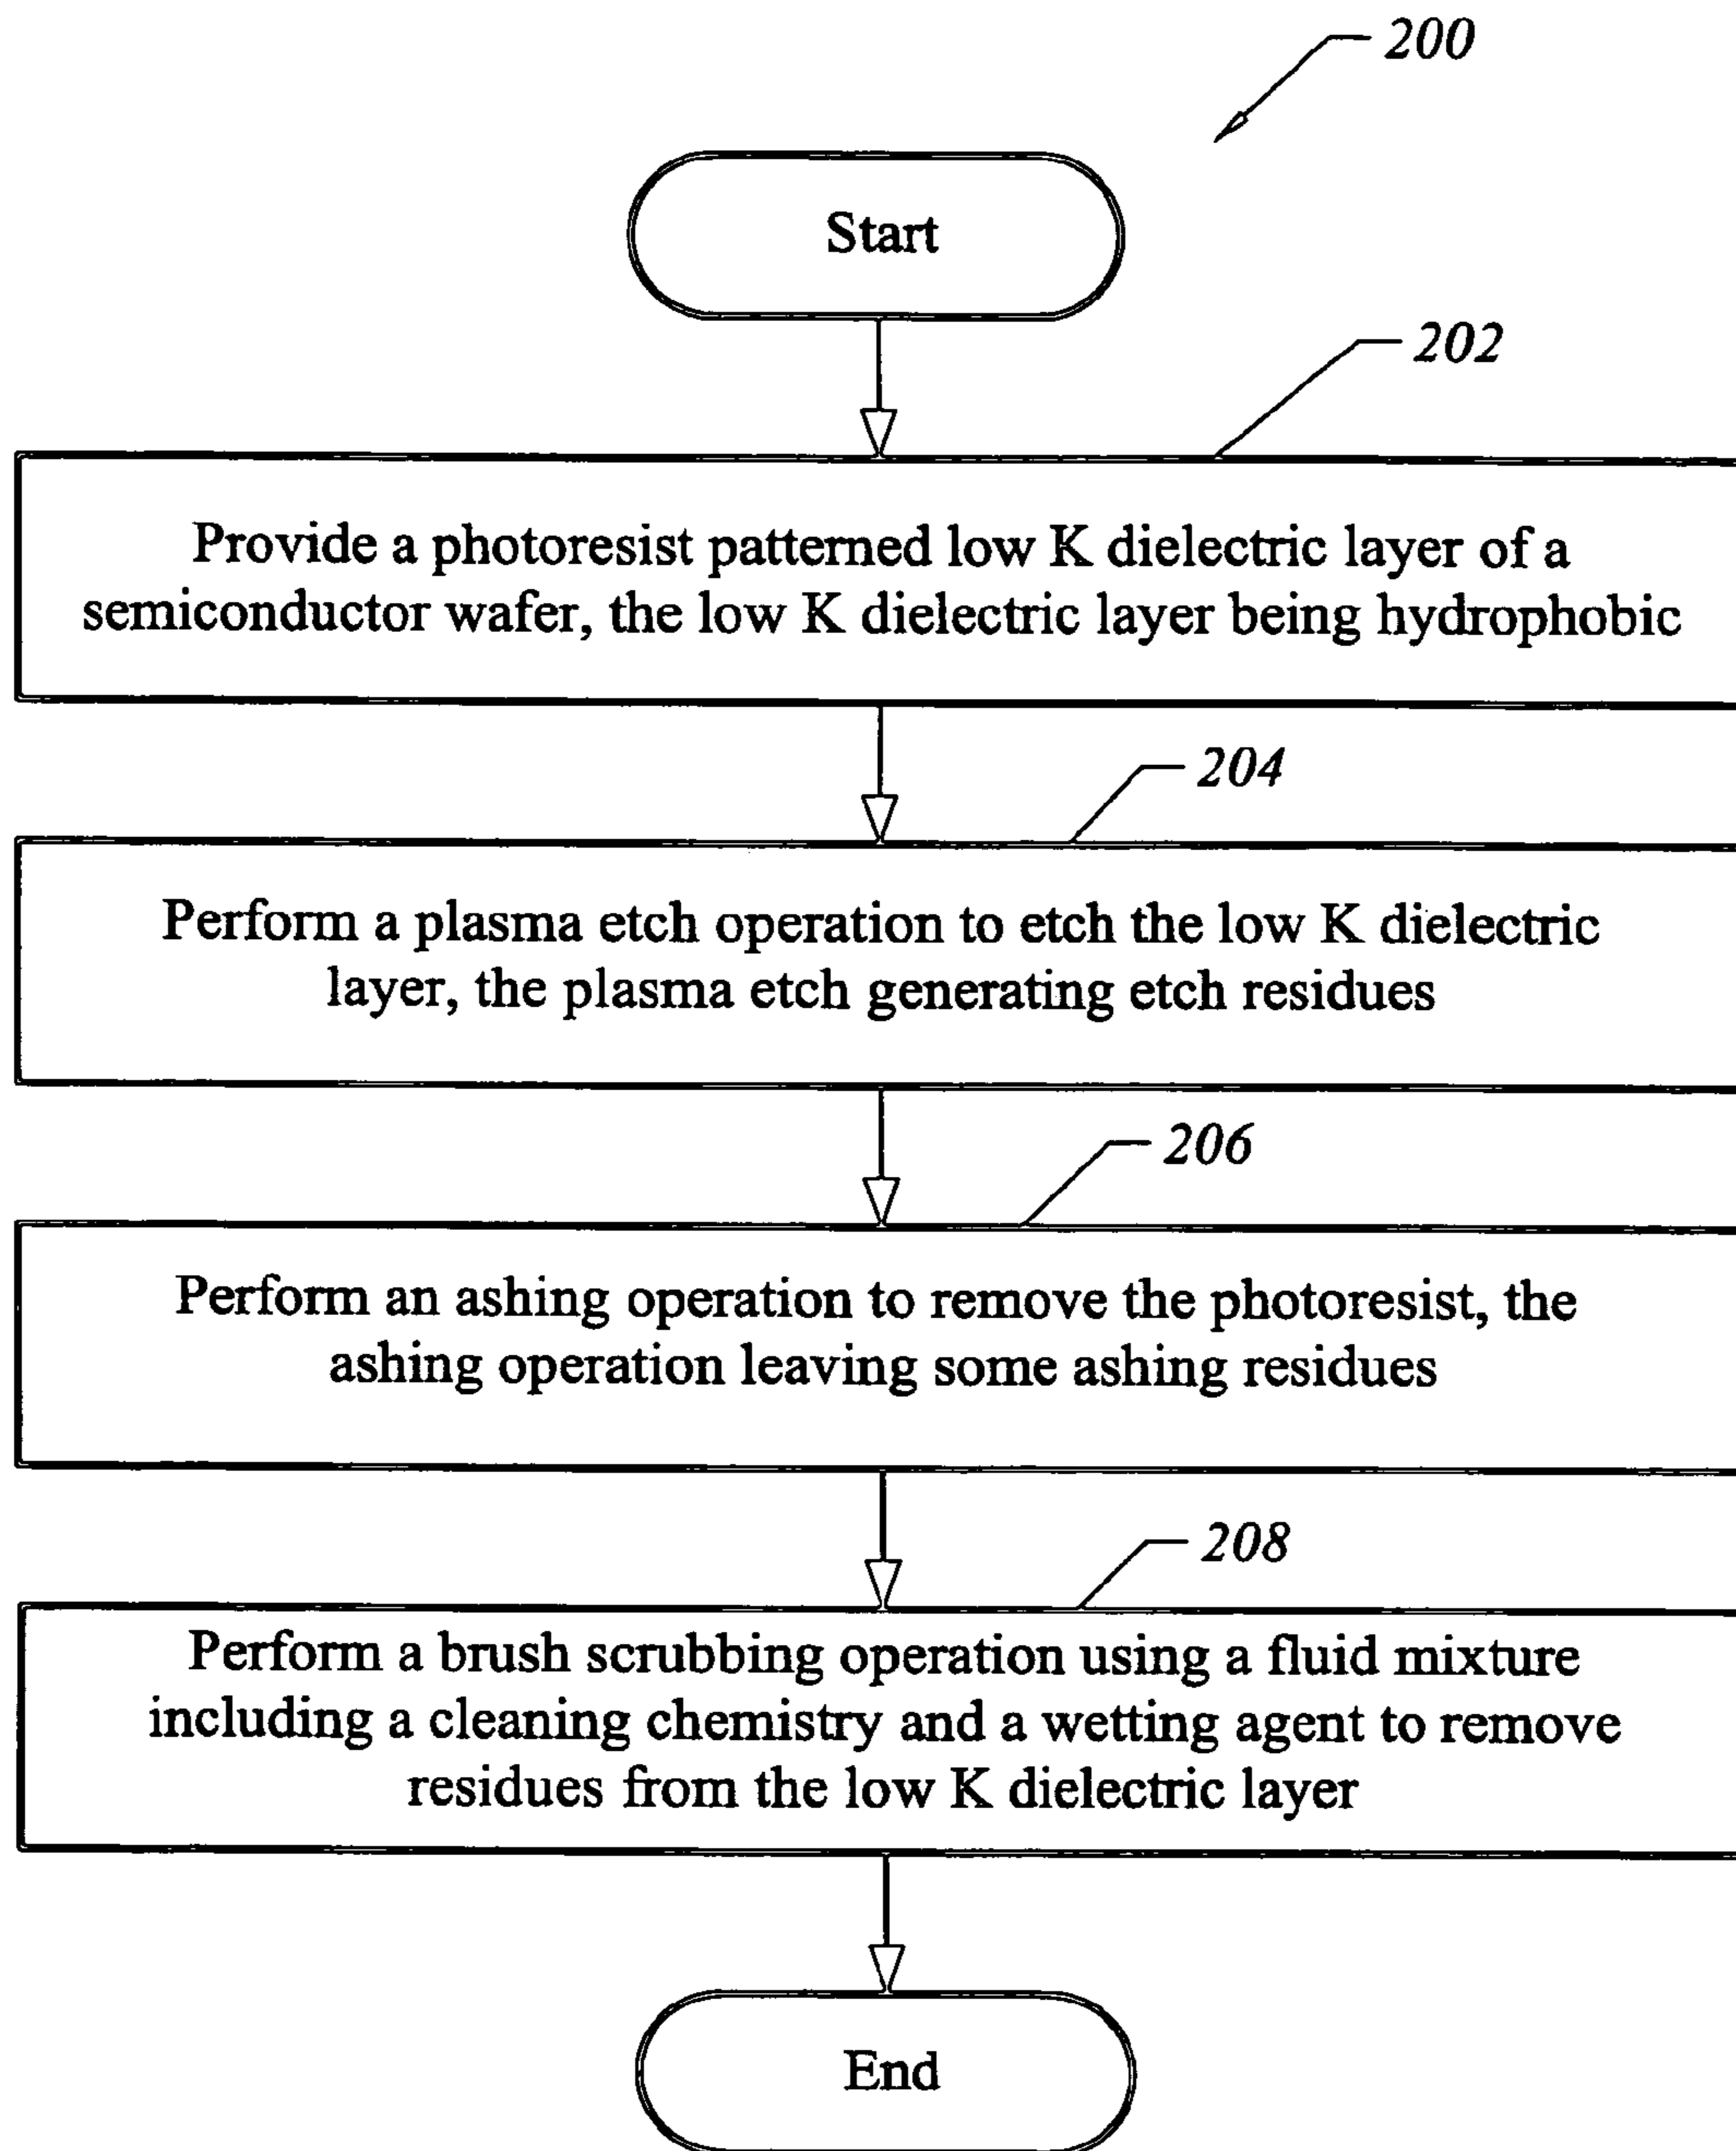 200
Start
202
Provide a photoresist patterned low K dielectric layer of a
semiconductor wafer, the low K dielectric layer being hydrophobic
204
Perform a plasma etch operation to etch the low K dielectric
layer, the plasma etch generating etch residues
206
Perform an ashing operation to remove the photoresist, the
ashing operation leaving some ashing residues
208
Perform a brush scrubbing operation using a fluid mixture
including a cleaning chemistry and a wetting agent to remove
residues from the low K dielectric layer
End